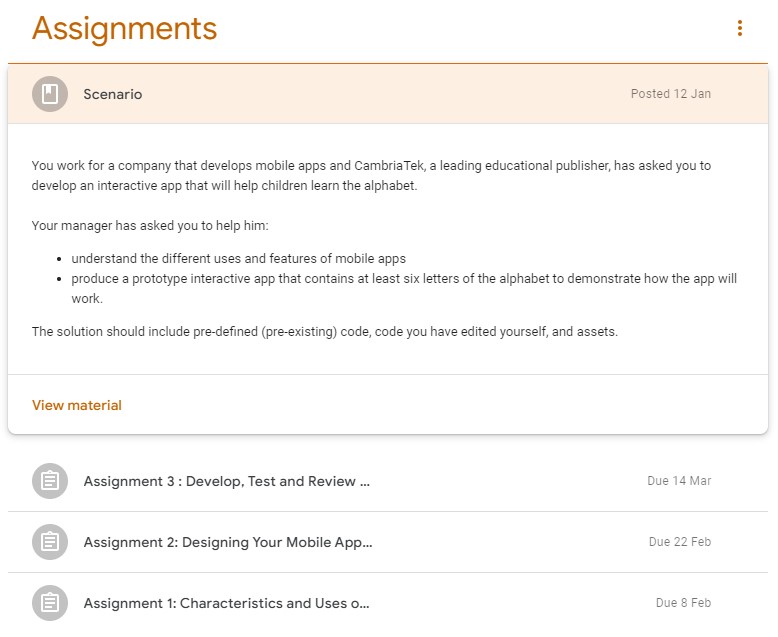 Assignments
Scenario
Posted 12 Jan
You work for a company that develops mobile apps and CambriaTek, a leading educational publisher, has asked you to
develop an interactive app that will help children learn the alphabet.
Your manager has asked you to help him:
• understand the different uses and features of mobile apps
• produce a prototype interactive app that contains at least six letters of the alphabet to demonstrate how the app will
work.
The solution should include pre-defined (pre-existing) code, code you have edited yourself, and assets.
View material
Assignment 3 : Develop, Test and Review ...
Due 14 Mar
Assignment 2: Designing Your Mobile App...
Due 22 Feb
Assignment 1: Characteristics and Uses o...
Due 8 Feb